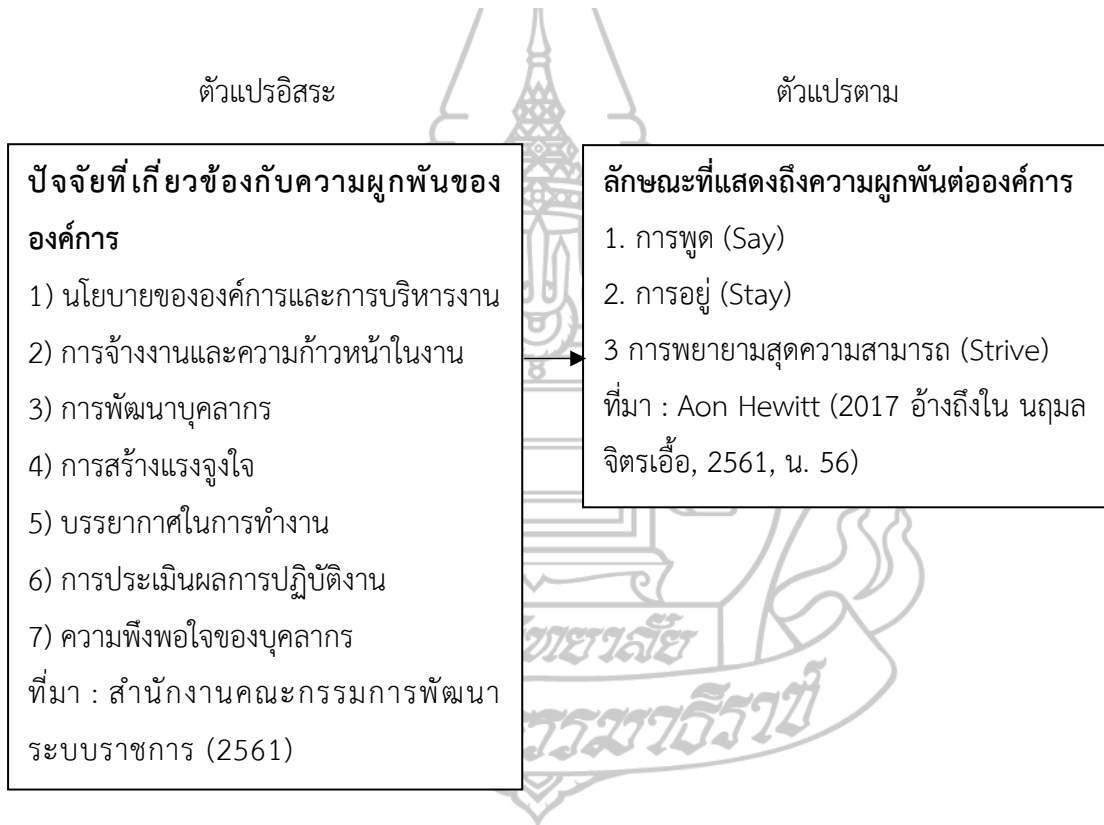 ตัวแปรอิสระ
ตัวแปรตาม
ปัจจัยที่เกี่ยวข้องกับความผูกพันของ
องค์การ
1) นโยบายขององค์การและการบริหารงาน
2) การจ้างงานและความก้าวหน้าในงาน
3) การพัฒนาบุคลากร
4) การสร้างแรงจูงใจ
5) บรรยากาศในการทำงาน
6) การประเมินผลการปฏิบัติงาน
7) ความพึงพอใจของบุคลากร
ที่มา : สำนักงานคณะกรรมการพัฒนา
ระบบราชการ (2561)
ลักษณะที่แสดงถึงความผูกพันต่อองค์การ
1. การพูด (Say)
2. การอยู่ (Stay)
3 การพยายามสุดความสามารถ (Strive)
ที่มา : Aon Hewitt (2017 อ้างถึงใน นฤมล
จิตรเอื้อ, 2561, น. 56)